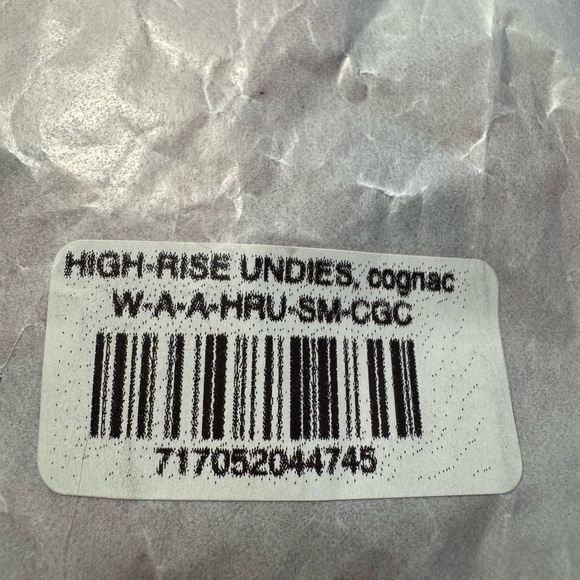 HIGH-RISE UNDIES, cognac
W-A-A-HRU-SM-CGC
717052044745